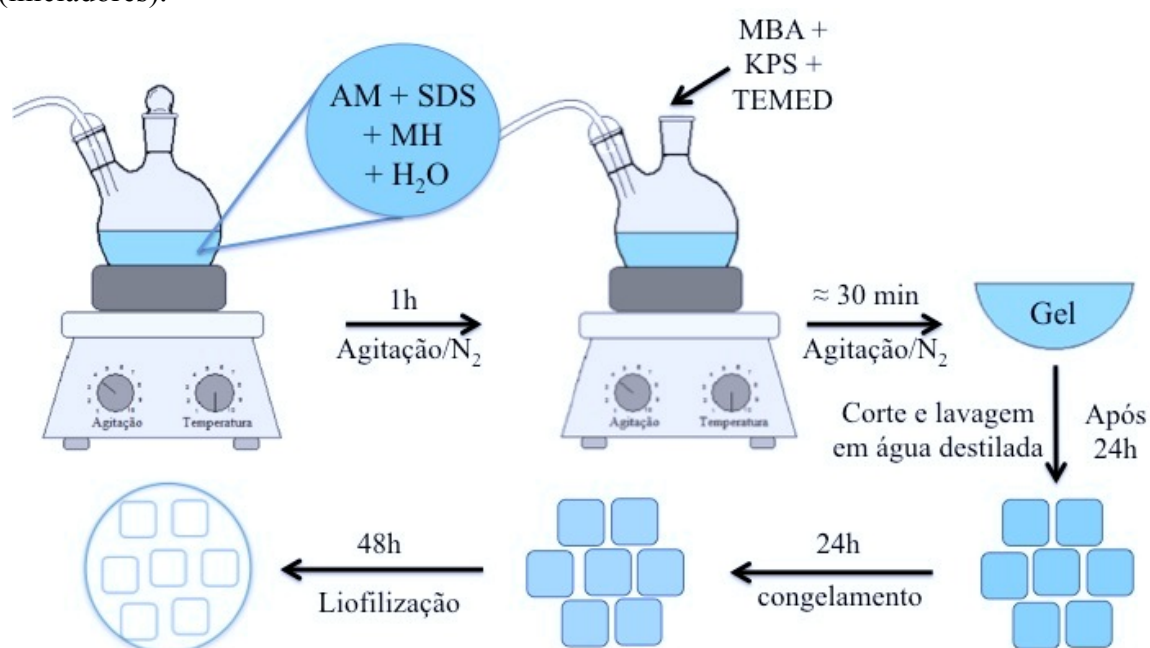 (iniciadores).
MBA +
KPS +
TEMED
AM + SDS
+ MH
+ H₂O
1h
Agitação/N₂
≈ 30 min
Agitação/N₂
Gel
Agitação
Temperatura
Agitação
Temperatura
Corte e lavagem
em água destilada
Após
24h
48h
Liofilização
24h
congelamento